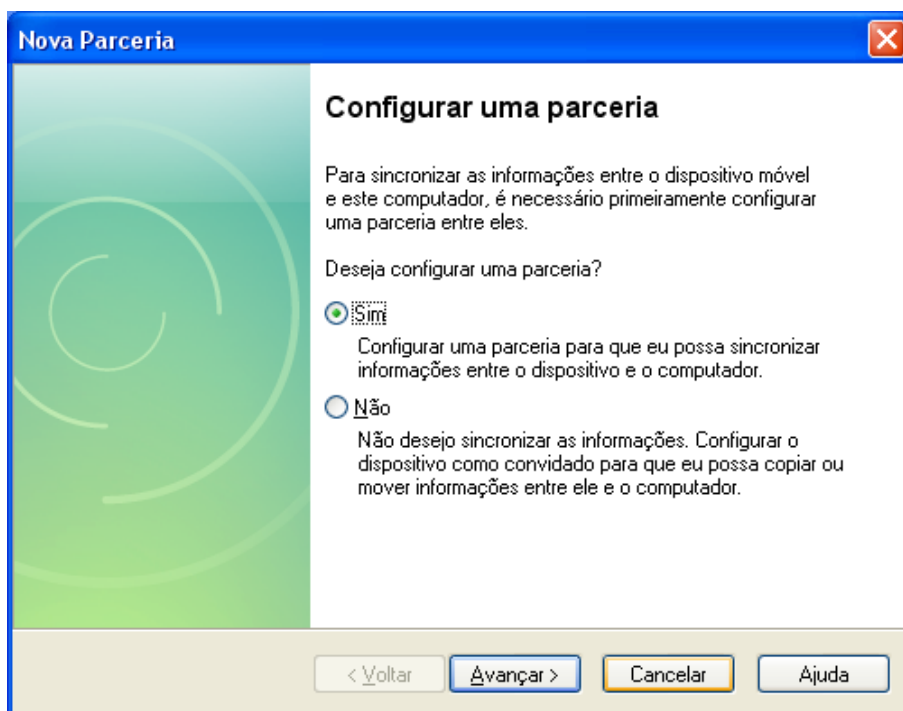 Nova Parceria
Configurar uma parceria
Para sincronizar as informações entre o dispositivo móvel
e este computador, é necessário primeiramente configurar
uma parceria entre eles.
Deseja configurar uma parceria?
Sim
Configurar uma parceria para que eu possa sincronizar
informações entre o dispositivo e o computador.
Não
Não desejo sincronizar as informações. Configurar o
dispositivo como convidado para que eu possa copiar ou
mover informações entre ele e o computador.
< Voltar Avançar > Cancelar Ajuda